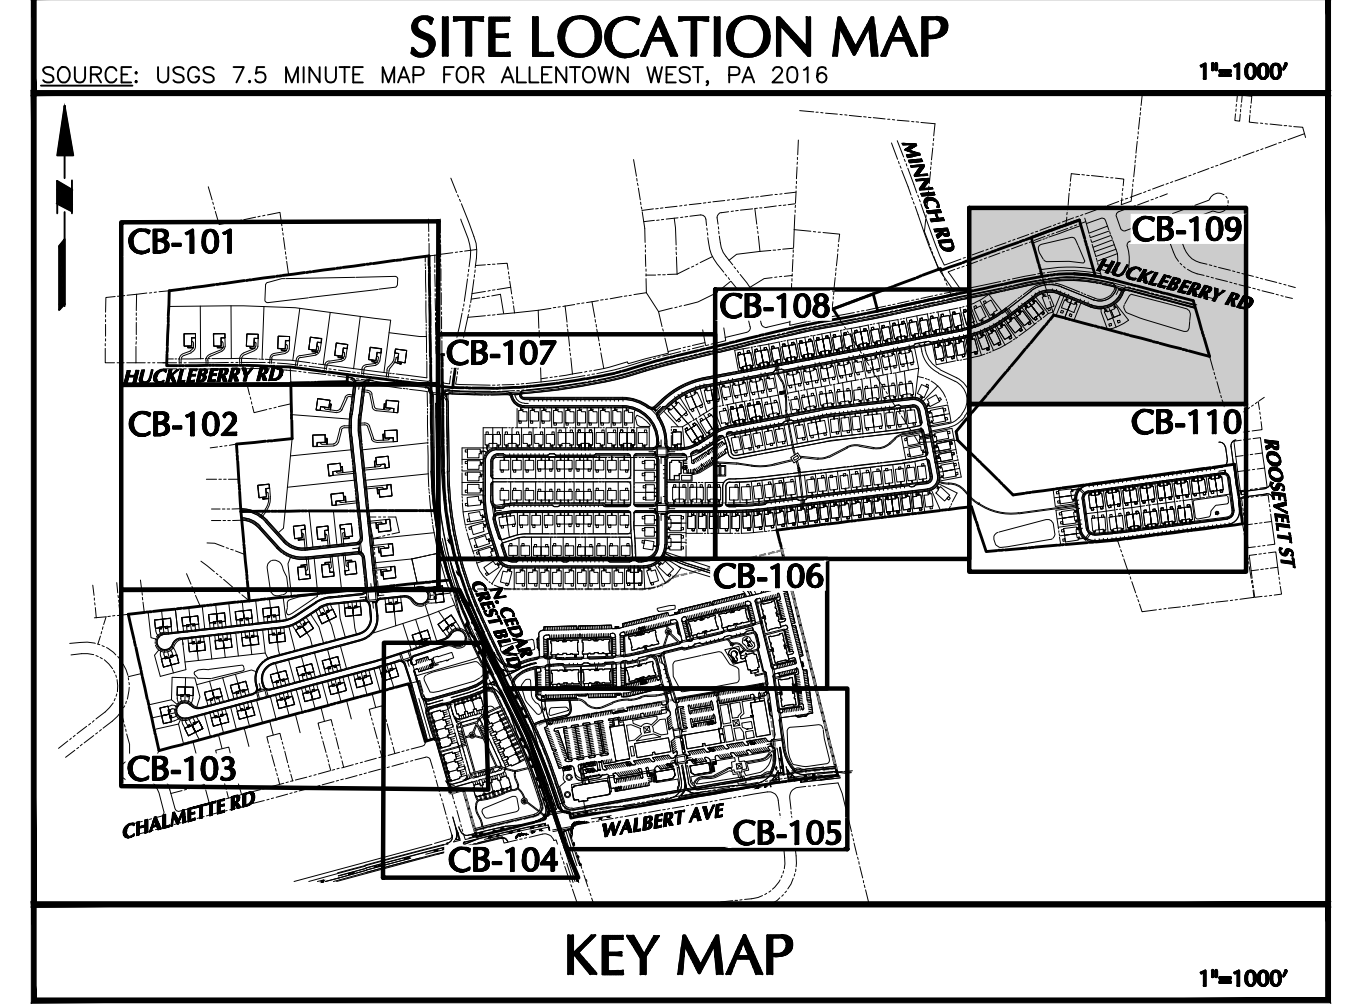 SITE LOCATION MAP
SOURCE: USGS 7.5 MINUTE MAP FOR ALLENTOWN WEST, PA 2016
1"=1000'
MINNICH RD
CB-101
CB-109
HUCKLEBERRY RD
CB-108
CB-107
HUCKLEBERRY RD
CB-102
CB-110
ROOSEVELT ST
CB-106
N. CEDAR
CREST BLVD
CB-103
CHALMETTE RD
WALBERT AVE
CB-105
CB-104
KEY MAP
1"=1000'